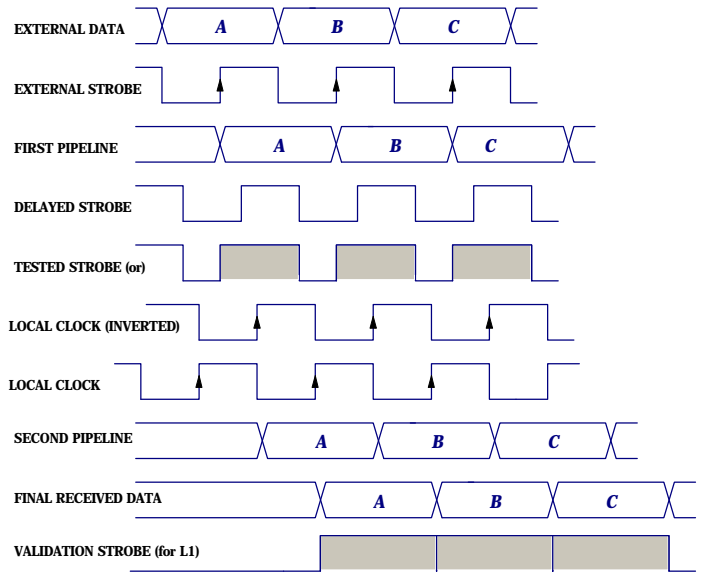 EXTERNAL DATA A B C
EXTERNAL STROBE
FIRST PIPELINE A B C
DELAYED STROBE
TESTED STROBE (or)
LOCAL CLOCK (INVERTED)
LOCAL CLOCK
SECOND PIPELINE A B C
FINAL RECEIVED DATA A B C
VALIDATION STROBE (for L1)